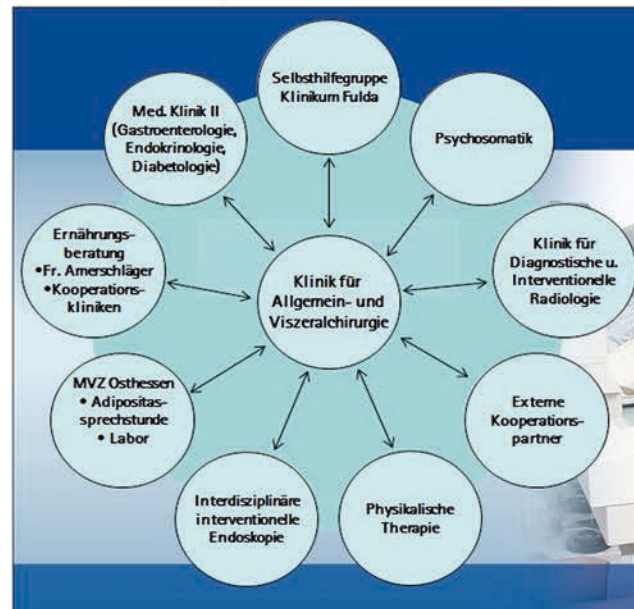 Selbsthilfegruppe
Klinikum Fulda
Med. Klinik II
(Gastroenterologie,
Endokrinologie,
Diabetologie)
Psychosomatik
Ernährungs-
beratung
•Fr. Amerschläger
•Kooperations-
kliniken
Klinik für
Allgemein- und
Viszeralchirurgie
Klinik für
Diagnostische u.
Interventionelle
Radiologie
MVZ Osthessen
• Adipositas-
sprechstunde
• Labor
Externe
Kooperations-
partner
Interdisziplinäre
interventionelle
Endoskopie
Physikalische
Therapie